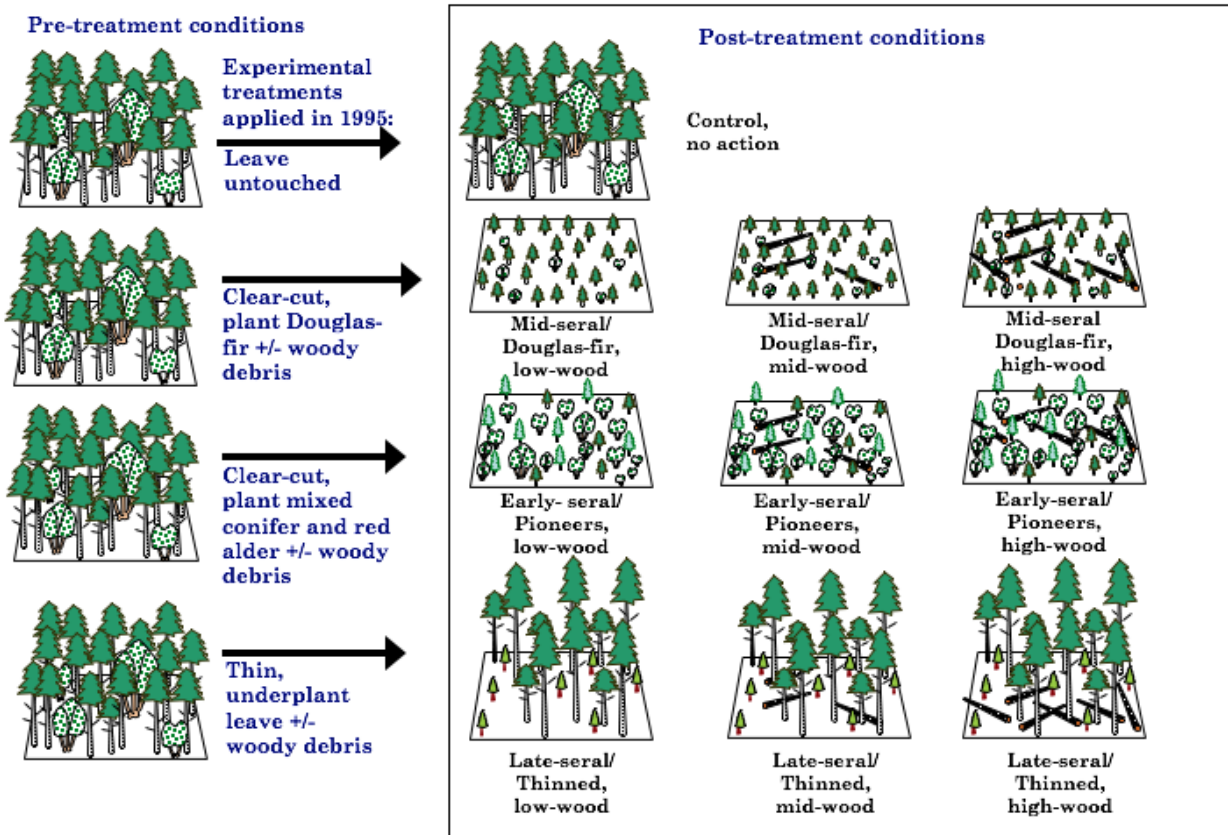 Pre-treatment conditions
Experimental
treatments
applied in 1995:
Leave
untouched
Clear-cut,
plant Douglas-
fir +/- woody
debris
Clear-cut,
plant mixed
conifer and red
alder +/- woody
debris
Thin,
underplant
leave +/-
woody debris
Post-treatment conditions
Control,
no action
Mid-seral/
Douglas-fir,
low-wood
Mid-seral/
Douglas-fir,
mid-wood
Mid-seral
Douglas-fir,
high-wood
Early- seral/
Pioneers,
low-wood
Early-seral/
Pioneers,
mid-wood
Early-seral/
Pioneers,
high-wood
Late-seral/
Thinned,
low-wood
Late-seral/
Thinned,
mid-wood
Late-seral/
Thinned,
high-wood